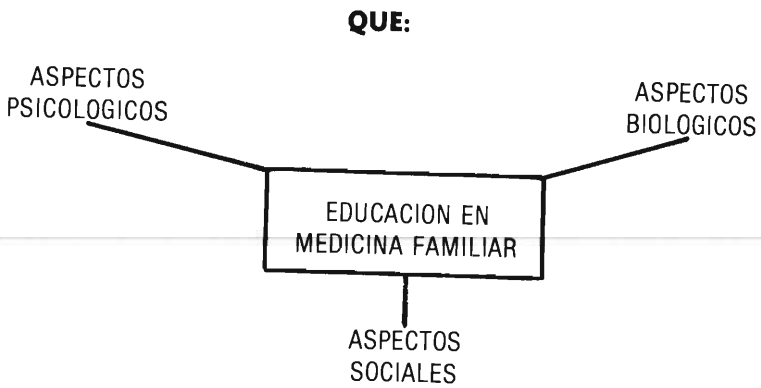 QUE:
ASPECTOS
PSICOLOGICOS
ASPECTOS
BIOLOGICOS
EDUCACION EN
MEDICINA FAMILIAR
ASPECTOS
SOCIALES